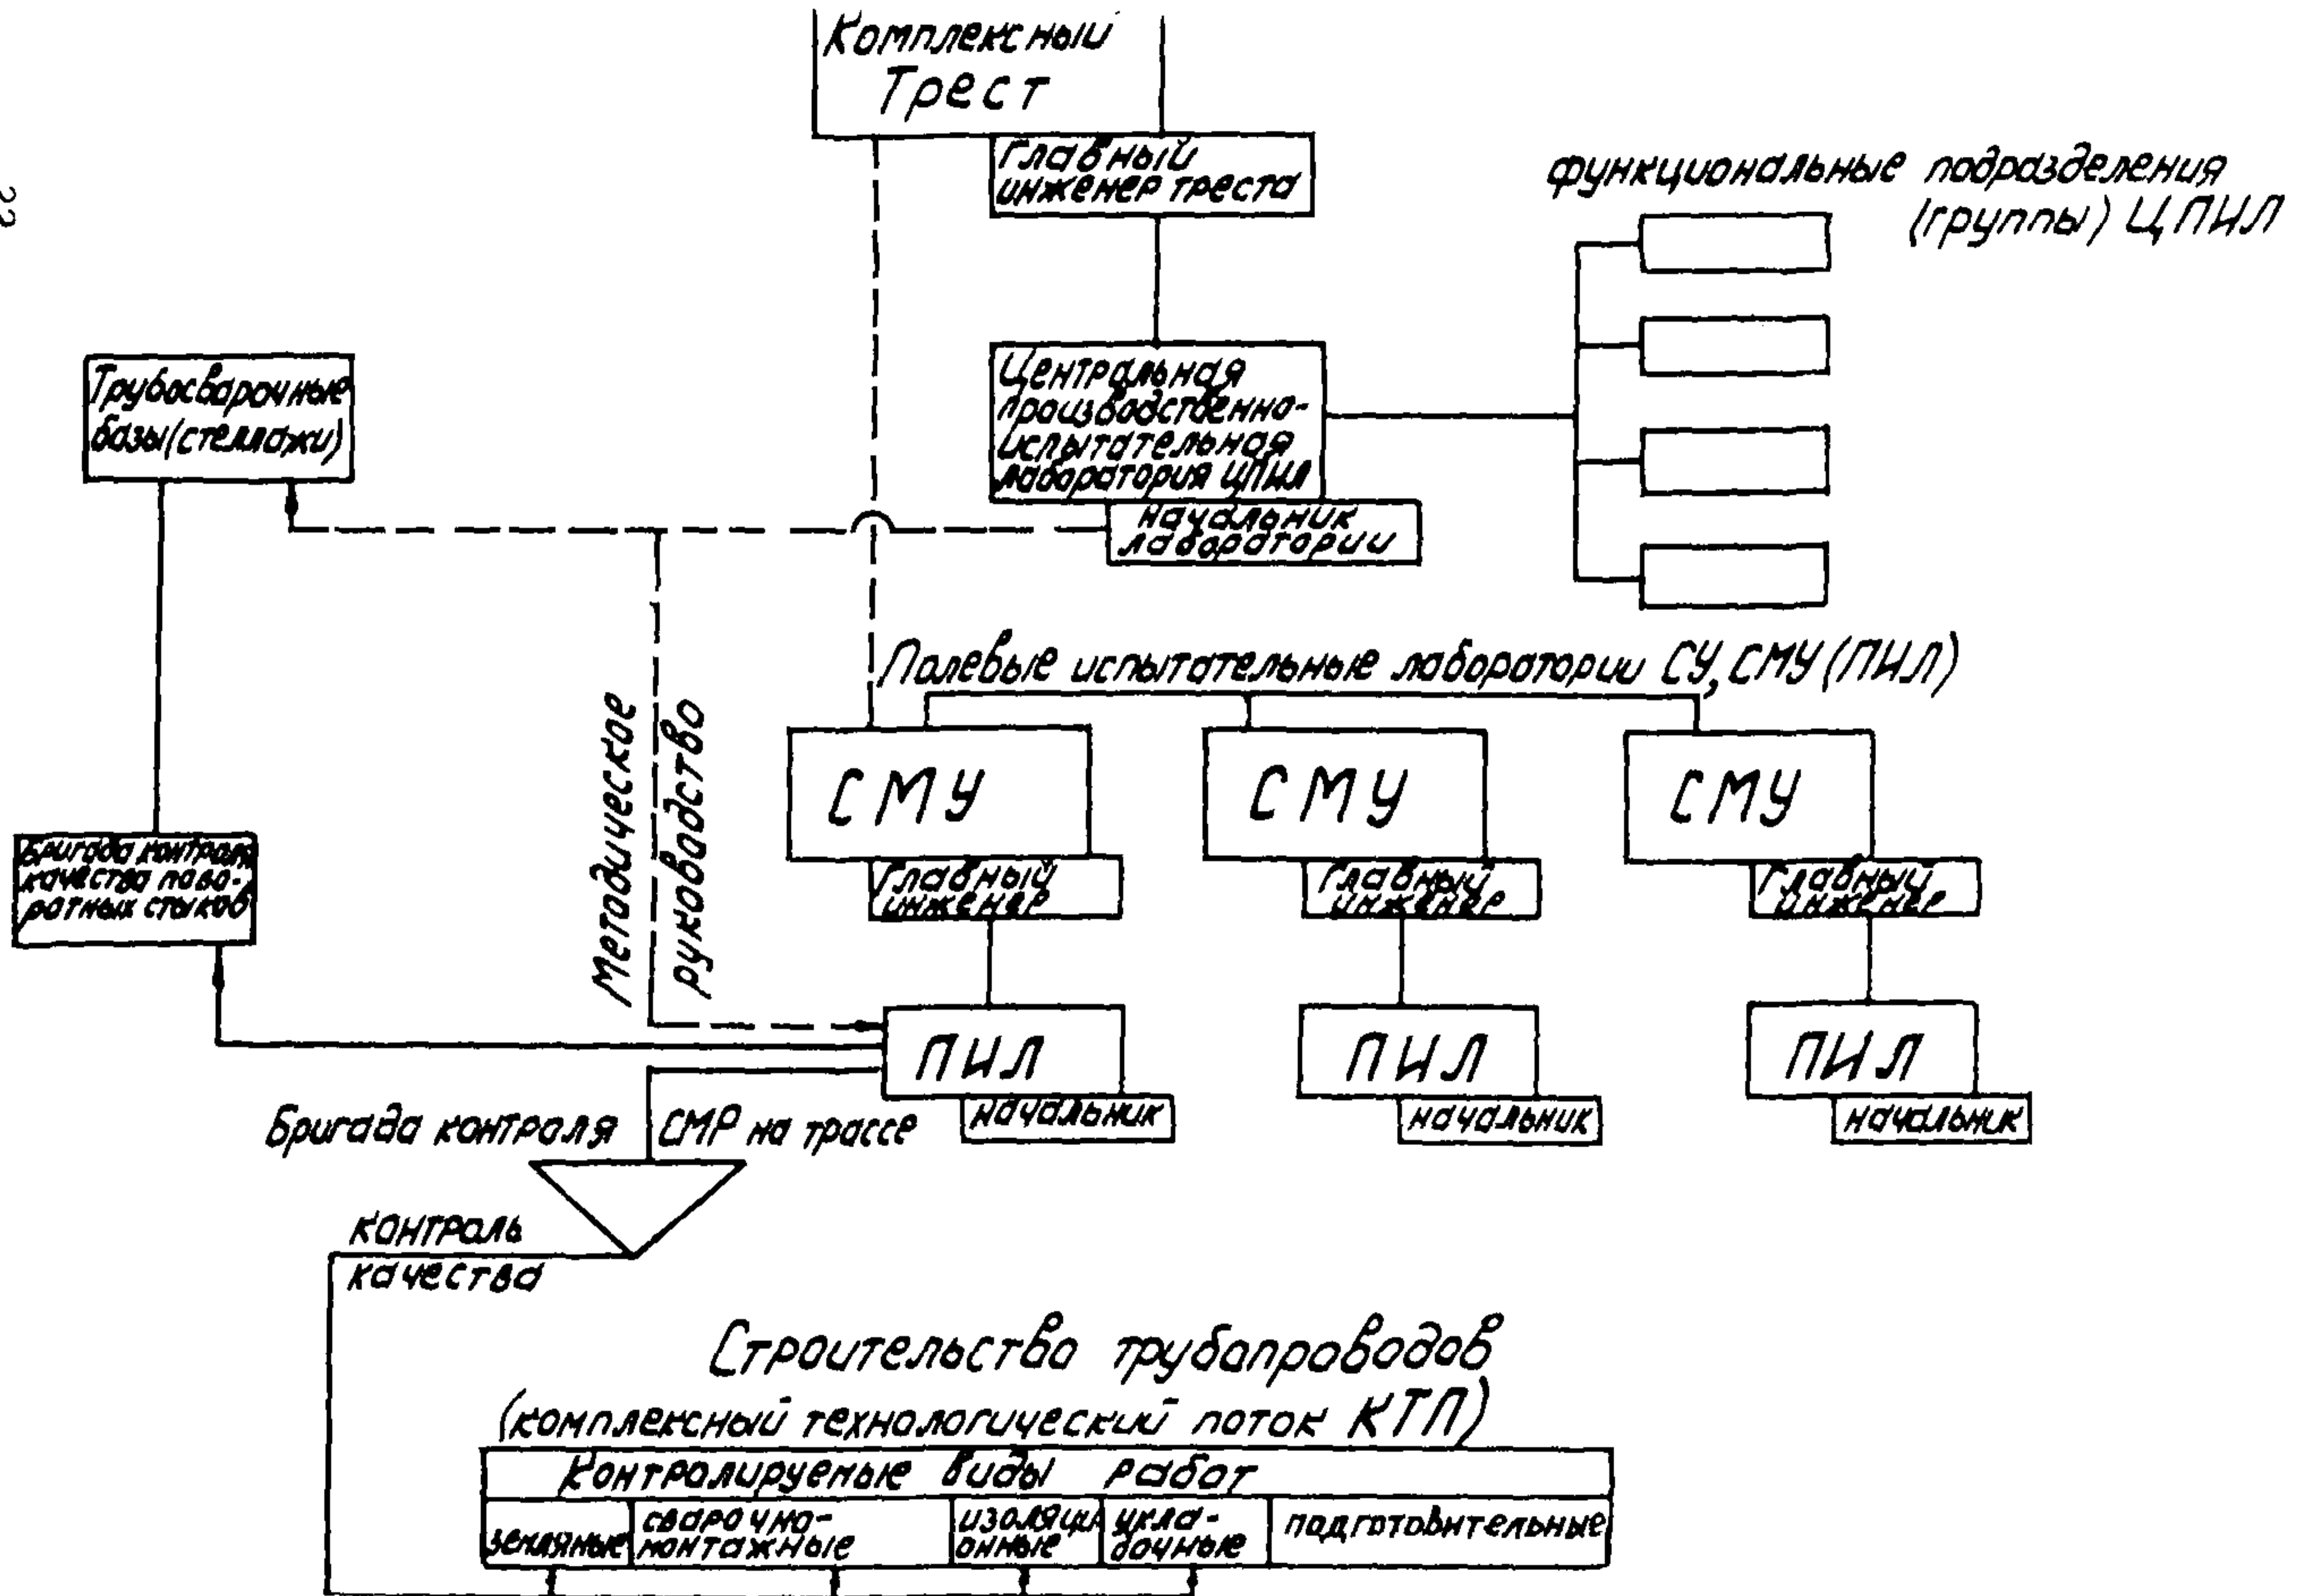 Комплексный
Трест
Главный
инженер треста
22
функциональные подразделения
(группы) ЦПИЛ
Трубосварочные
базы (стеллажи)
Центральная
производственно-
испытательная
лаборатория ЦПИЛ
начальник
лаборатории
Полевые испытательные лаборатории СУ, СМУ (ПИЛ)
Методическое
руководство
СМУ
СМУ
СМУ
Бригада контроля
качества пово-
ротных стыков
Главный
инженер
Главный
инженер
Главный
инженер
ПИЛ
ПИЛ
ПИЛ
начальник
начальник
начальник
Бригада контроля СМР на трассе
контроль
качества
Строительство трубопроводов
(комплексный технологический поток КТП)
Контролируемые виды работ
земляные
сварочно-
монтажные
изоляци
онные
укла-
дочные
подготовительные